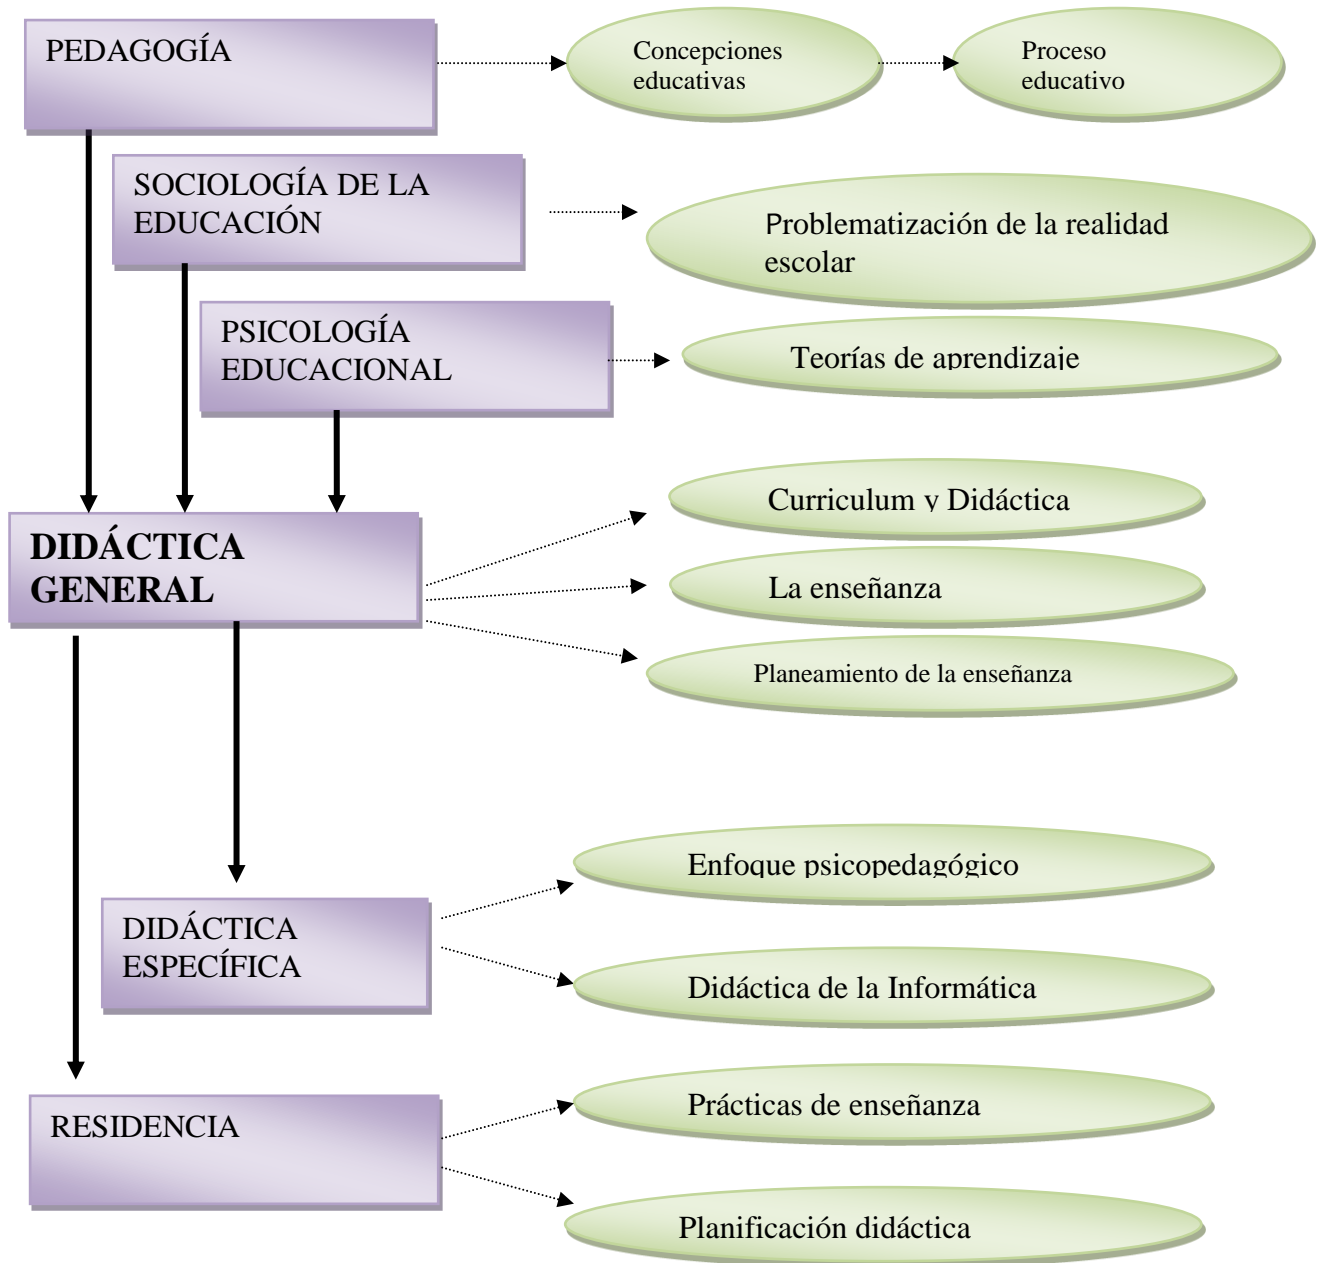 PEDAGOGÍA
Concepciones
educativas
Proceso
educativo
SOCIOLOGÍA DE LA
EDUCACIÓN
Problematización de la realidad
escolar
PSICOLOGÍA
EDUCACIONAL
Teorías de aprendizaje
DIDÁCTICA
GENERAL
Curriculum y Didáctica
La enseñanza
Planeamiento de la enseñanza
DIDÁCTICA
ESPECÍFICA
Enfoque psicopedagógico
Didáctica de la Informática
RESIDENCIA
Prácticas de enseñanza
Planificación didáctica